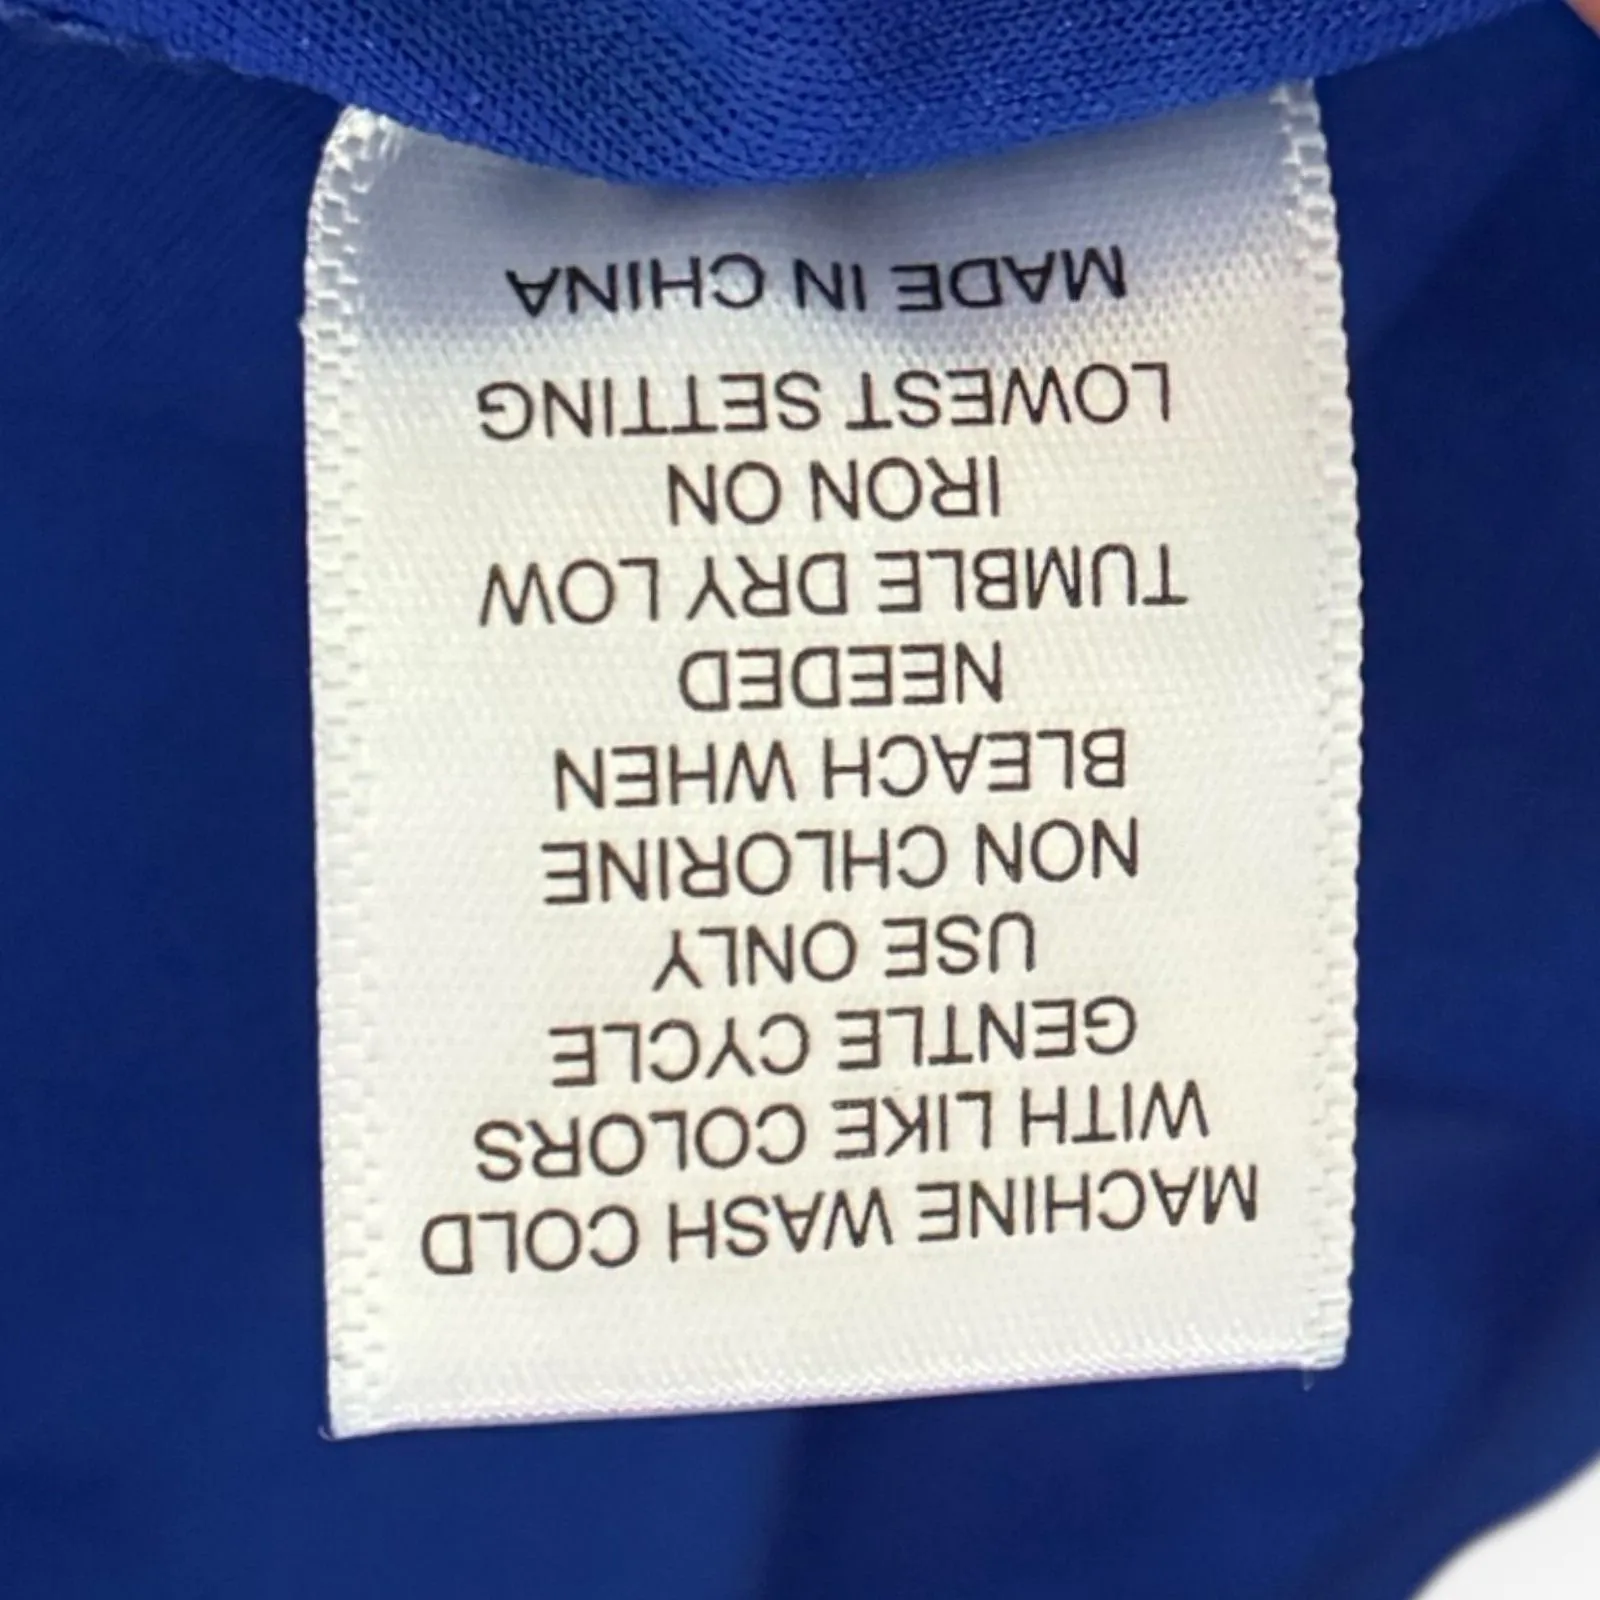 MACHINE WASH COLD
WITH LIKE COLORS
GENTLE CYCLE
USE ONLY
NON CHLORINE
BLEACH WHEN
NEEDED
TUMBLE DRY LOW
IRON ON
LOWEST SETTING
MADE IN CHINA